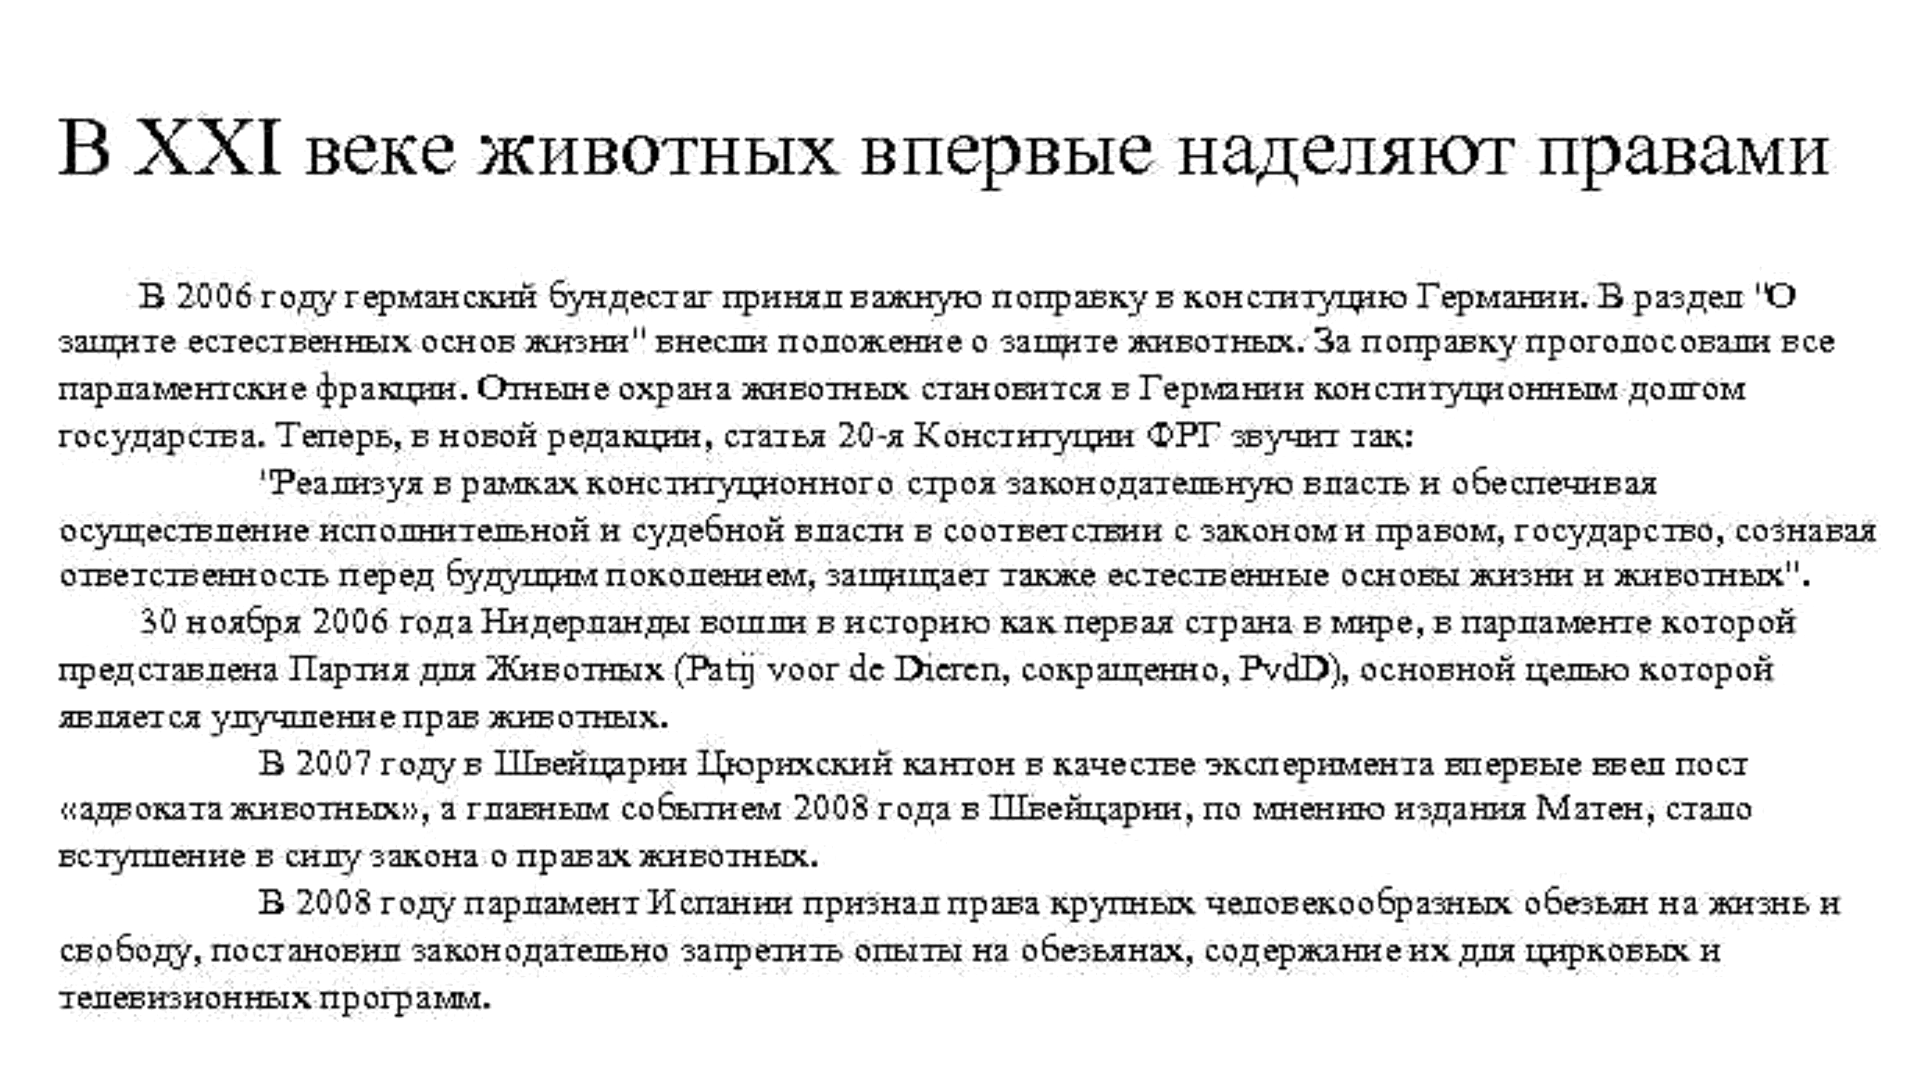 В XXI веке животных впервые наделяют правами
В 2006 году германский бундестаг принял важную поправку в конституцию Германии. В раздел "О
защите естественных основ жизни" внесли положение о защите животных. За поправку проголосовали все
парламентские фракции. Отныне охрана животных становится в Германии конституционным долгом
государства. Теперь, в новой редакции, статья 20-я Конституции ФРГ звучит так:
"Реализуя в рамках конституционного строя законодательную власть и обеспечивая
осуществление исполнительной и судебной власти в соответствии с законом и правом, государство, сознавая
ответственность перед будущим поколением, защищает также естественные основы жизни и животных".
30 ноября 2006 года Нидерланды вошли в историю как первая страна в мире, в парламенте которой
представлена Партия для Животных (Patij voor de Dieren, сокращенно, PvdD), основной целью которой
является улучшление прав животных.
В 2007 году в Швейцарии Цюрихский кантон в качестве эксперимента впервые ввел пост
«адвоката животных», а главным событием 2008 года в Швейцарии, по мнению издания Матен, стало
вступление в силу закона о правах животных.
В 2008 году парламент Испании признал права крупных человекообразных обезьян на жизнь и
свободу, постановил законодательно запретить опыты на обезьянах, содержание их для цирковых и
телевизионных программ.